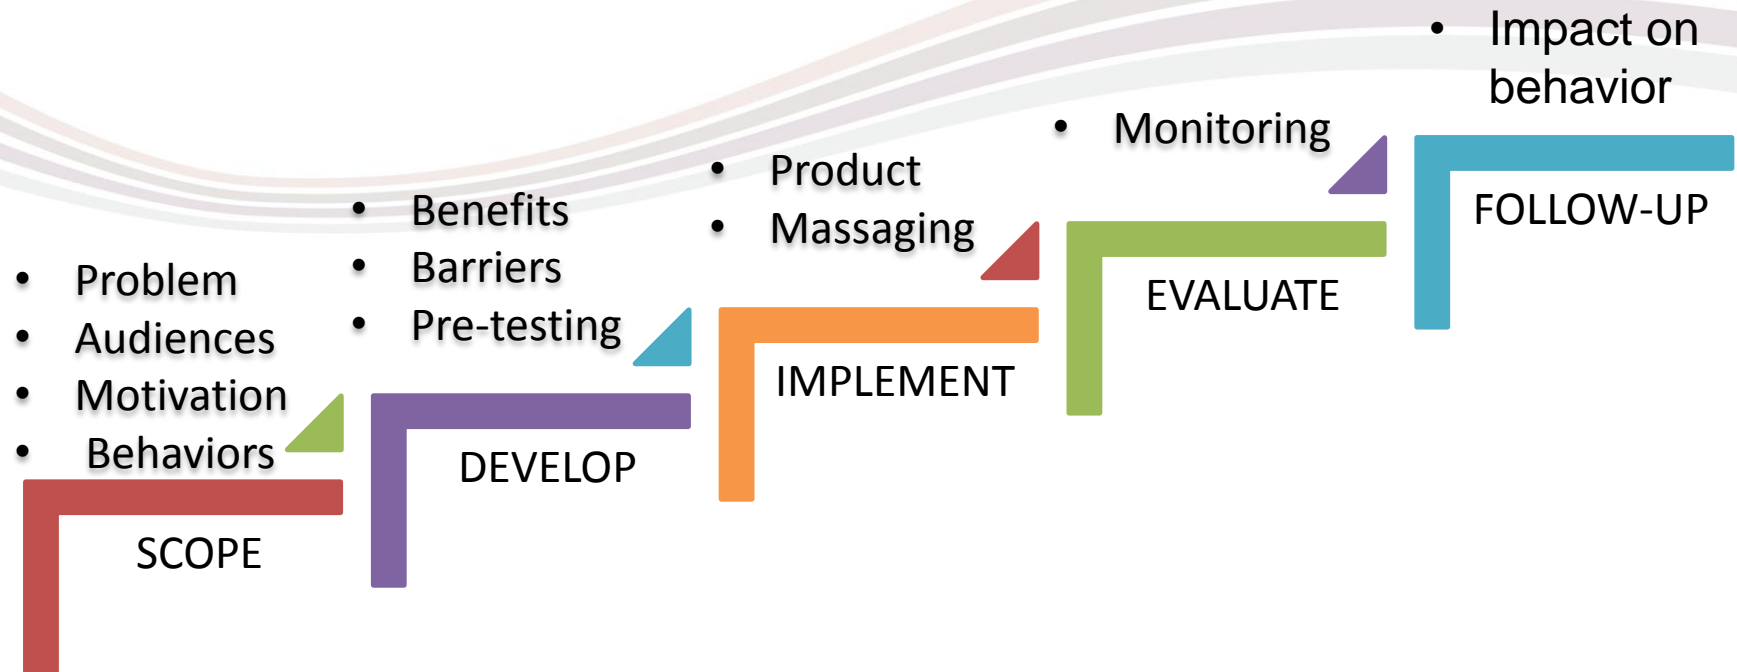 • Problem
• Audiences
• Motivation
• Behaviors
SCOPE
• Benefits
• Barriers
• Pre-testing
DEVELOP
• Product
• Massaging
IMPLEMENT
• Monitoring
EVALUATE
• Impact on
behavior
FOLLOW-UP